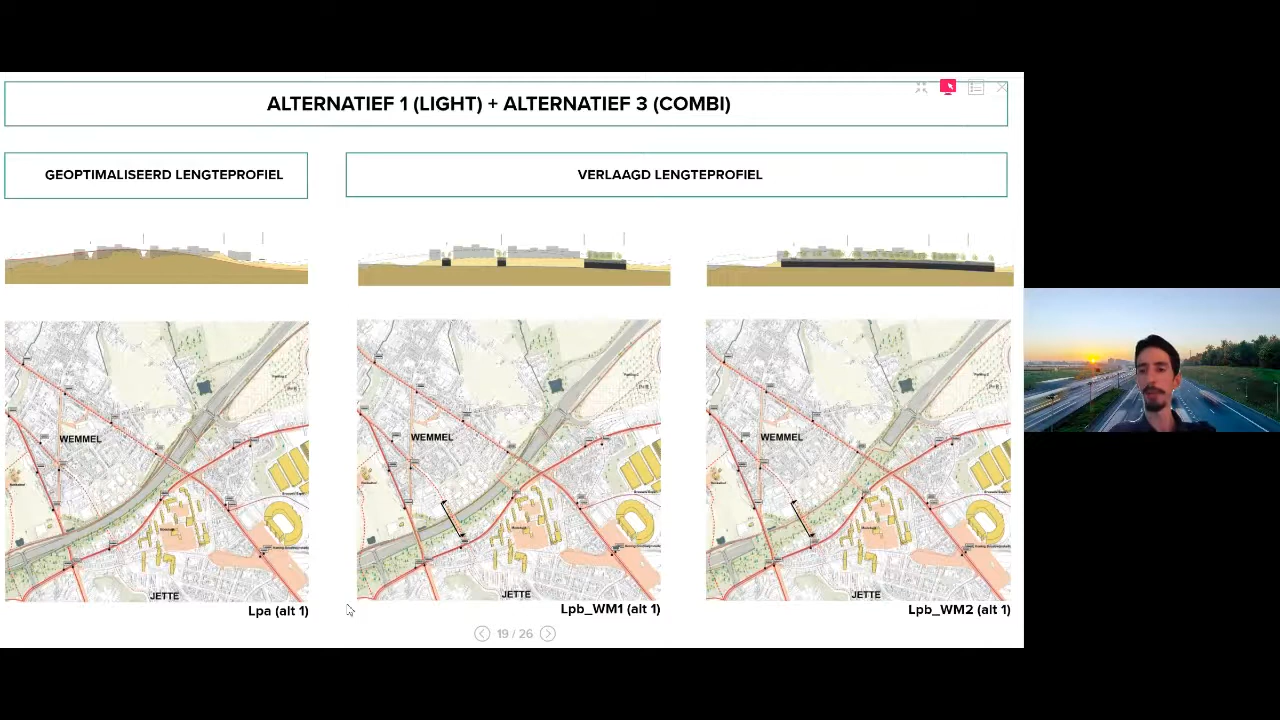 ALTERNATIEF 1 (LIGHT) + ALTERNATIEF 3 (COMBI)
GEOPTIMALISEERD LENGTEPROFIEL
VERLAAGD LENGTEPROFIEL
WEMMEL
JETTE
Lpa (alt 1)
WEMMEL
JETTE
Lpb_WM1 (alt 1)
WEMMEL
JETTE
Lpb_WM2 (alt 1)
19 / 26